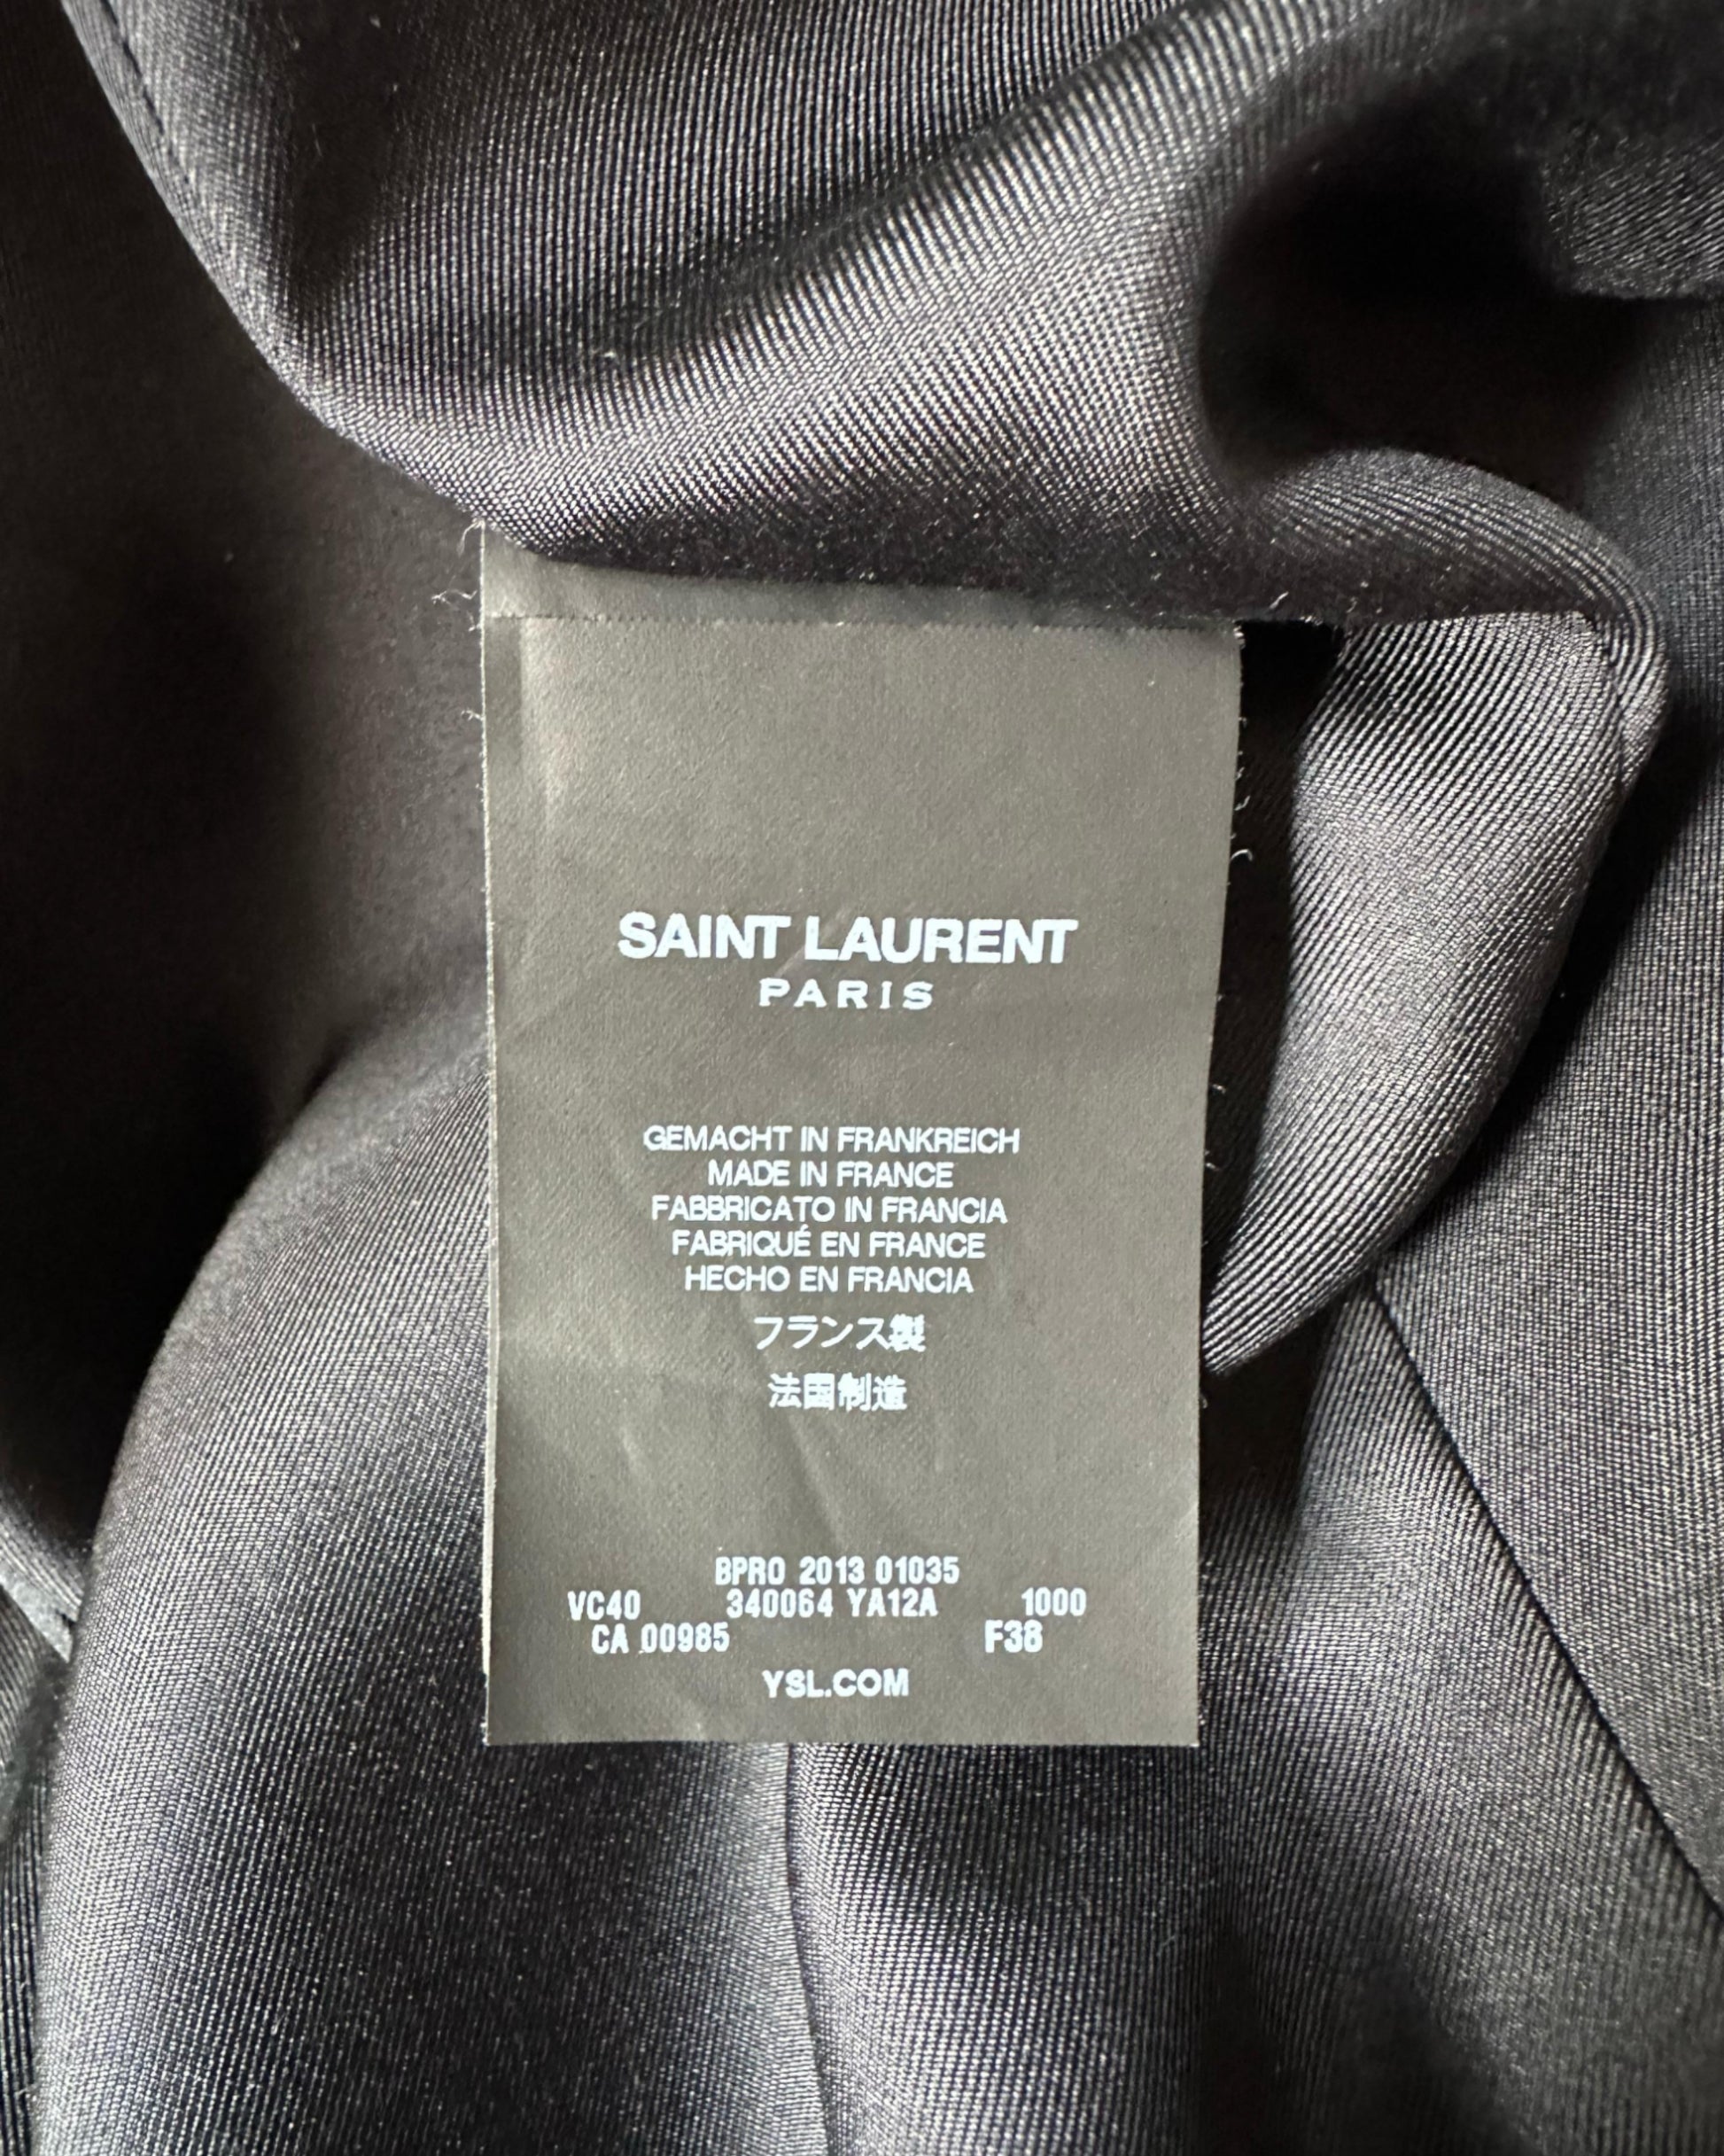 SAINT LAURENT
PARIS
GEMACHT IN FRANKREICH
MADE IN FRANCE
FABBRICATO IN FRANCIA
FABRIQUÉ EN FRANCE
HECHO EN FRANCIA
フランス製
法国制造
BPRO 2013 01035
VC40 340064 YA12A 1000
CA 00985 F38
YSL.COM